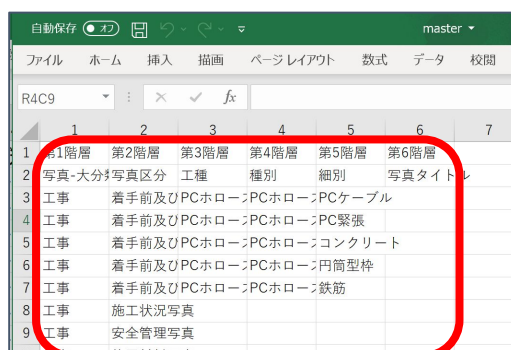 自動保存 オフ master
ファイル ホーム 挿入 描画 ページ レイアウト 数式 データ 校閲
R4C9 fx
1 2 3 4 5 6 7
1 第1階層 第2階層 第3階層 第4階層 第5階層 第6階層
2 写真-大分 写真区分 工種 種別 細別 写真タイトル
3 工事 着手前及び PCホロー PCホロー PCケーブル
4 工事 着手前及び PCホロー PCホロー PC緊張
5 工事 着手前及び PCホロー PCホロー コンクリート
6 工事 着手前及び PCホロー PCホロー 円筒型枠
7 工事 着手前及び PCホロー PCホロー 鉄筋
8 工事 施工状況写真
9 工事 安全管理写真